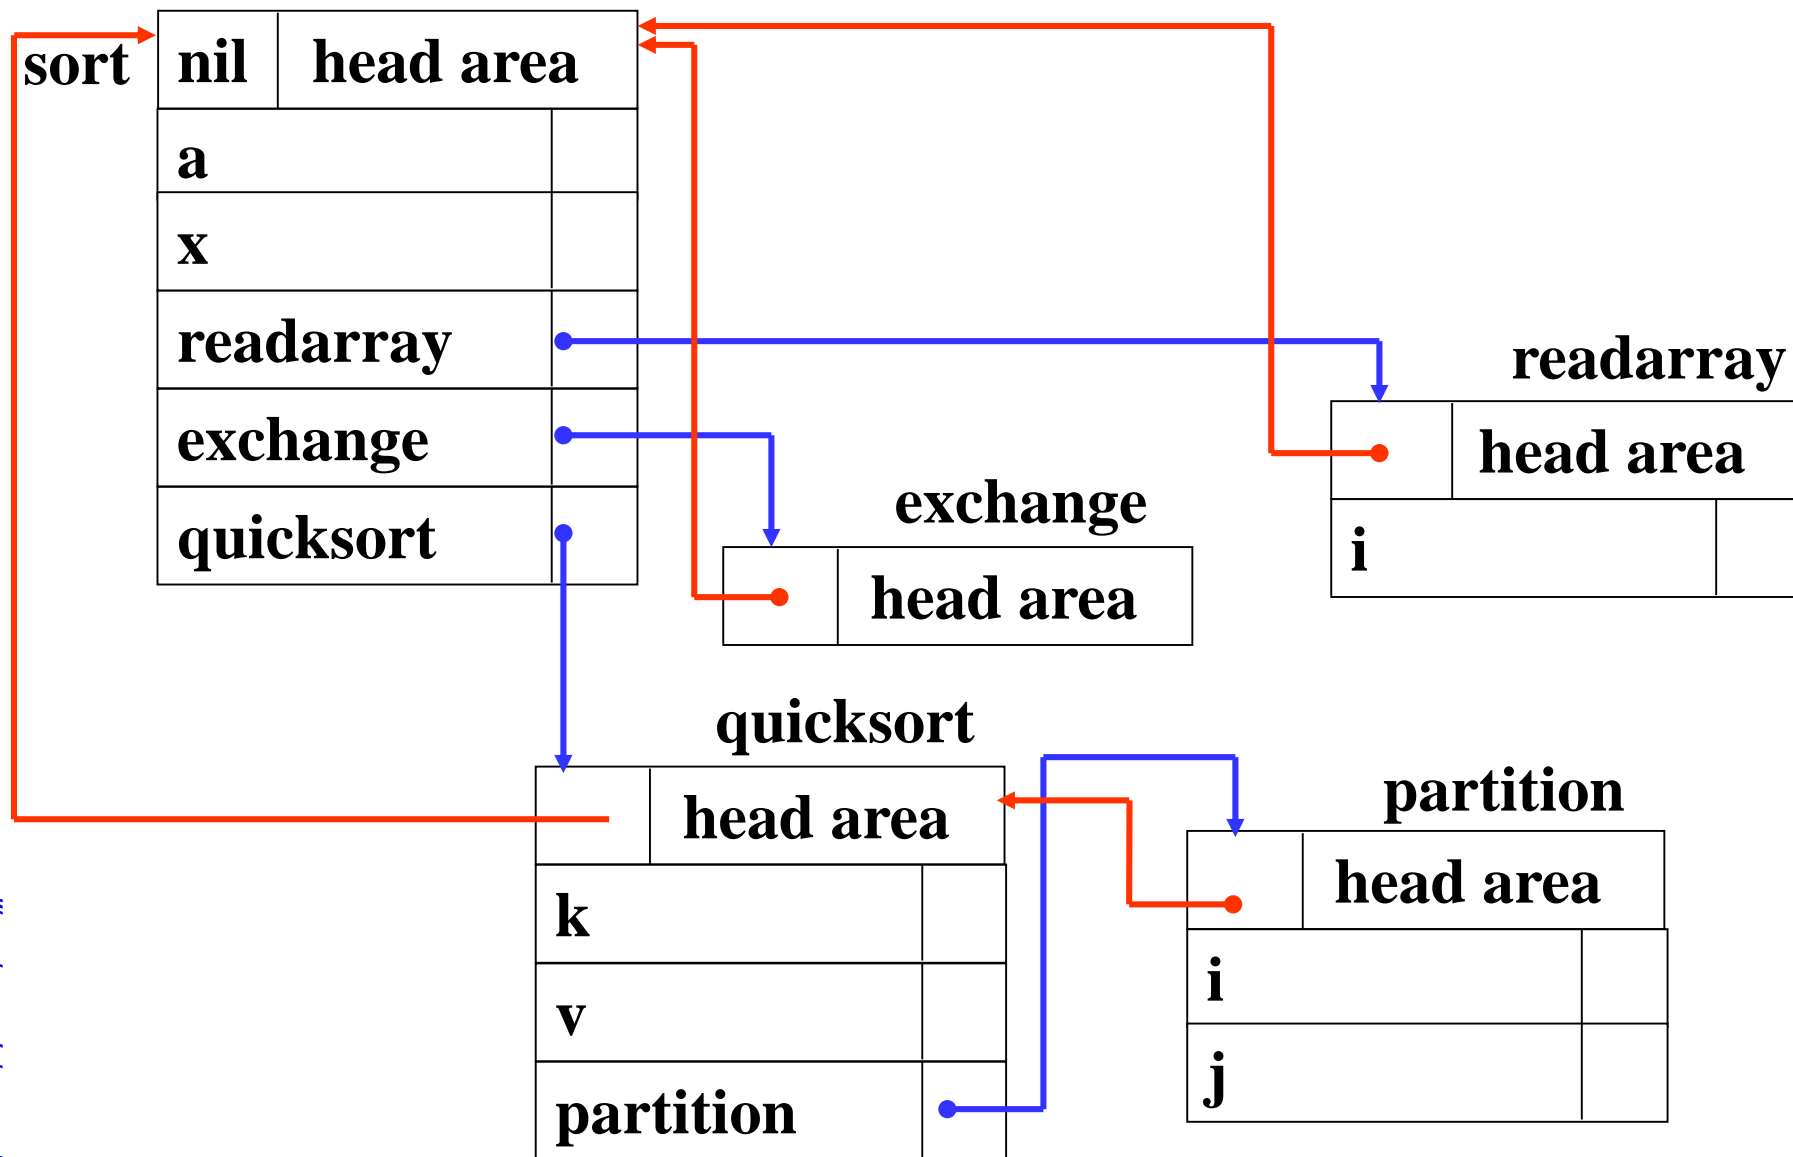 sort
nil head area
a
x
readarray
exchange
quicksort
readarray
head area
i
exchange
head area
quicksort
head area
k
v
partition
partition
head area
i
j